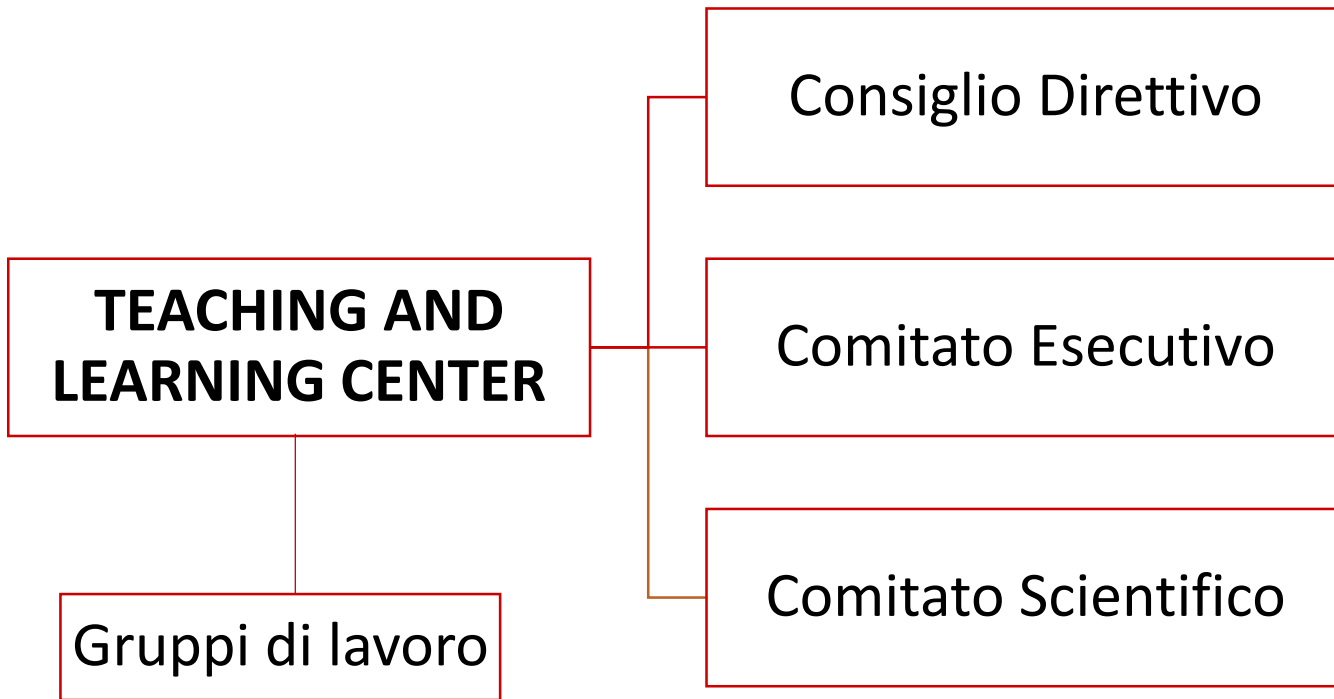 Consiglio Direttivo
TEACHING AND
LEARNING CENTER
Comitato Esecutivo
Comitato Scientifico
Gruppi di lavoro